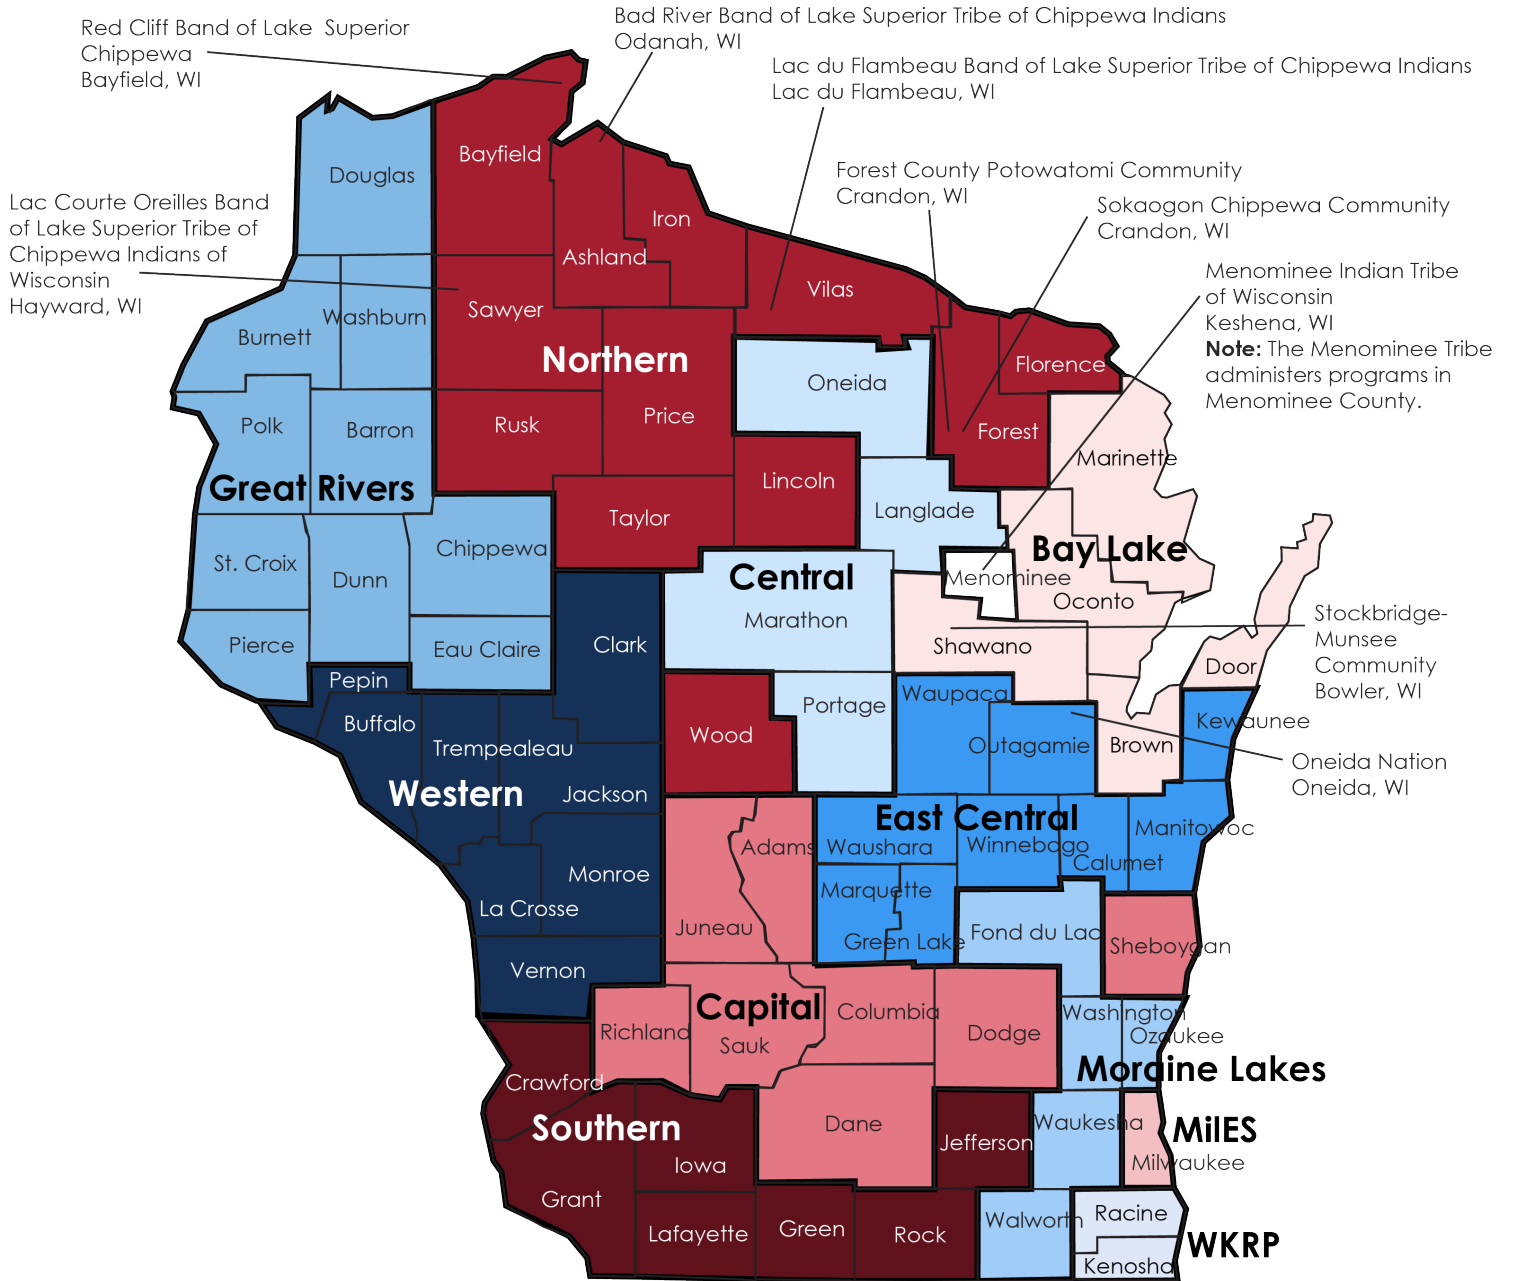 Red Cliff Band of Lake Superior
Chippewa
Bayfield, WI
Bad River Band of Lake Superior Tribe of Chippewa Indians
Odanah, WI
Lac du Flambeau Band of Lake Superior Tribe of Chippewa Indians
Lac du Flambeau, WI
Forest County Potowatomi Community
Crandon, WI
Sokaogon Chippewa Community
Crandon, WI
Lac Courte Oreilles Band
of Lake Superior Tribe of
Chippewa Indians of
Wisconsin
Hayward, WI
Menominee Indian Tribe
of Wisconsin
Keshena, WI
Note: The Menominee Tribe
administers programs in
Menominee County.
Stockbridge-
Munsee
Community
Bowler, WI
Oneida Nation
Oneida, WI
Bayfield
Douglas
Iron
Ashland
Vilas
Sawyer
Washburn
Burnett
Northern
Florence
Oneida
Price
Rusk
Polk
Barron
Forest
Marinette
Lincoln
Great Rivers
Langlade
Taylor
Chippewa
Bay Lake
St. Croix
Dunn
Central
Menominee
Oconto
Marathon
Pierce
Eau Claire
Clark
Shawano
Door
Pepin
Waupaca
Portage
Buffalo
Kewaunee
Wood
Trempealeau
Outagamie
Brown
Western
Jackson
East Central
Manitowoc
Adams
Waushara
Winnebago
Calumet
Monroe
Marquette
La Crosse
Juneau
Green Lake
Fond du Lac
Sheboygan
Vernon
Capital
Columbia
Washington
Richland
Sauk
Dodge
Ozaukee
Moraine Lakes
Crawford
Southern
Dane
Waukesha
MilES
Jefferson
Iowa
Milwaukee
Grant
Racine
Walworth
Lafayette
Green
Rock
WKRP
Kenosha